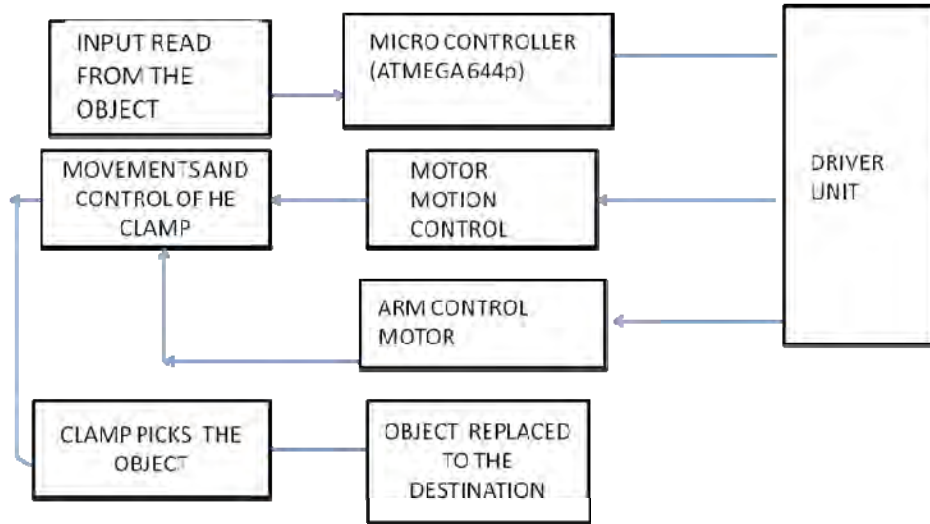 INPUT READ
FROM THE
OBJECT
MICRO CONTROLLER
(ATMEGA 644p)
DRIVER
UNIT
MOVEMENTS AND
CONTROL OF HE
CLAMP
MOTOR
MOTION
CONTROL
ARM CONTROL
MOTOR
CLAMP PICKS THE
OBJECT
OBJECT REPLACED
TO THE
DESTINATION